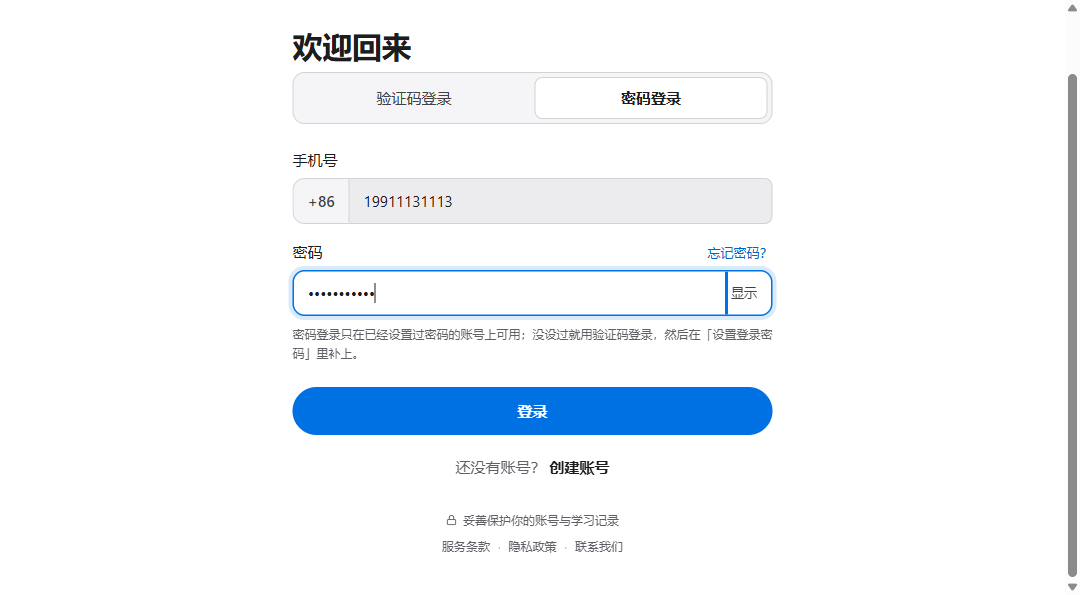 欢迎回来
验证码登录
密码登录
手机号
+86
19911131113
密码
忘记密码?
•••••••••••
显示
密码登录只在已经设置过密码的账号上可用；没设过就用验证码登录，然后在「设置登录密
码」里补上。
登录
还没有账号? 创建账号
妥善保护你的账号与学习记录
服务条款 · 隐私政策 · 联系我们